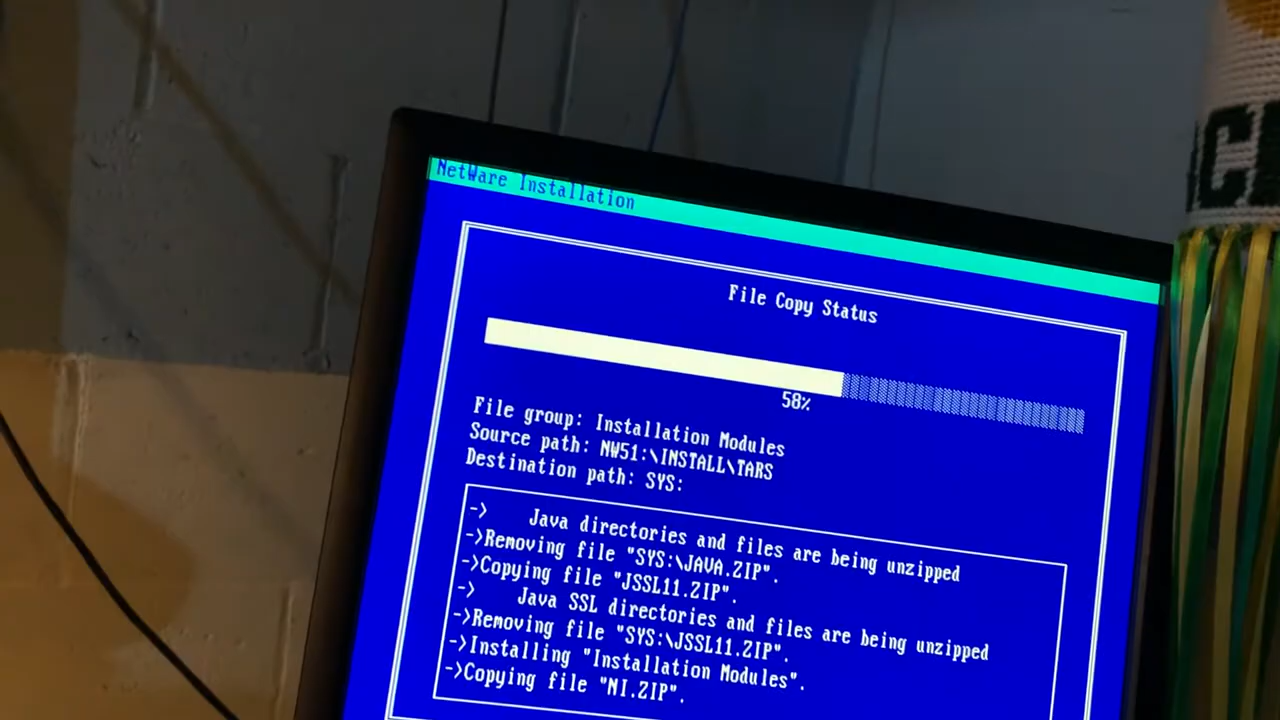 NetWare Installation
File Copy Status
58%
File group: Installation Modules
Source path: NW51:\INSTALL\TARS
Destination path: SYS:
-> Java directories and files are being unzipped
->Removing file "SYS:\JAVA.ZIP".
->Copying file "JSSL11.ZIP".
-> Java SSL directories and files are being unzipped
->Removing file "SYS:\JSSL11.ZIP".
->Installing "Installation Modules".
->Copying file "NI.ZIP".